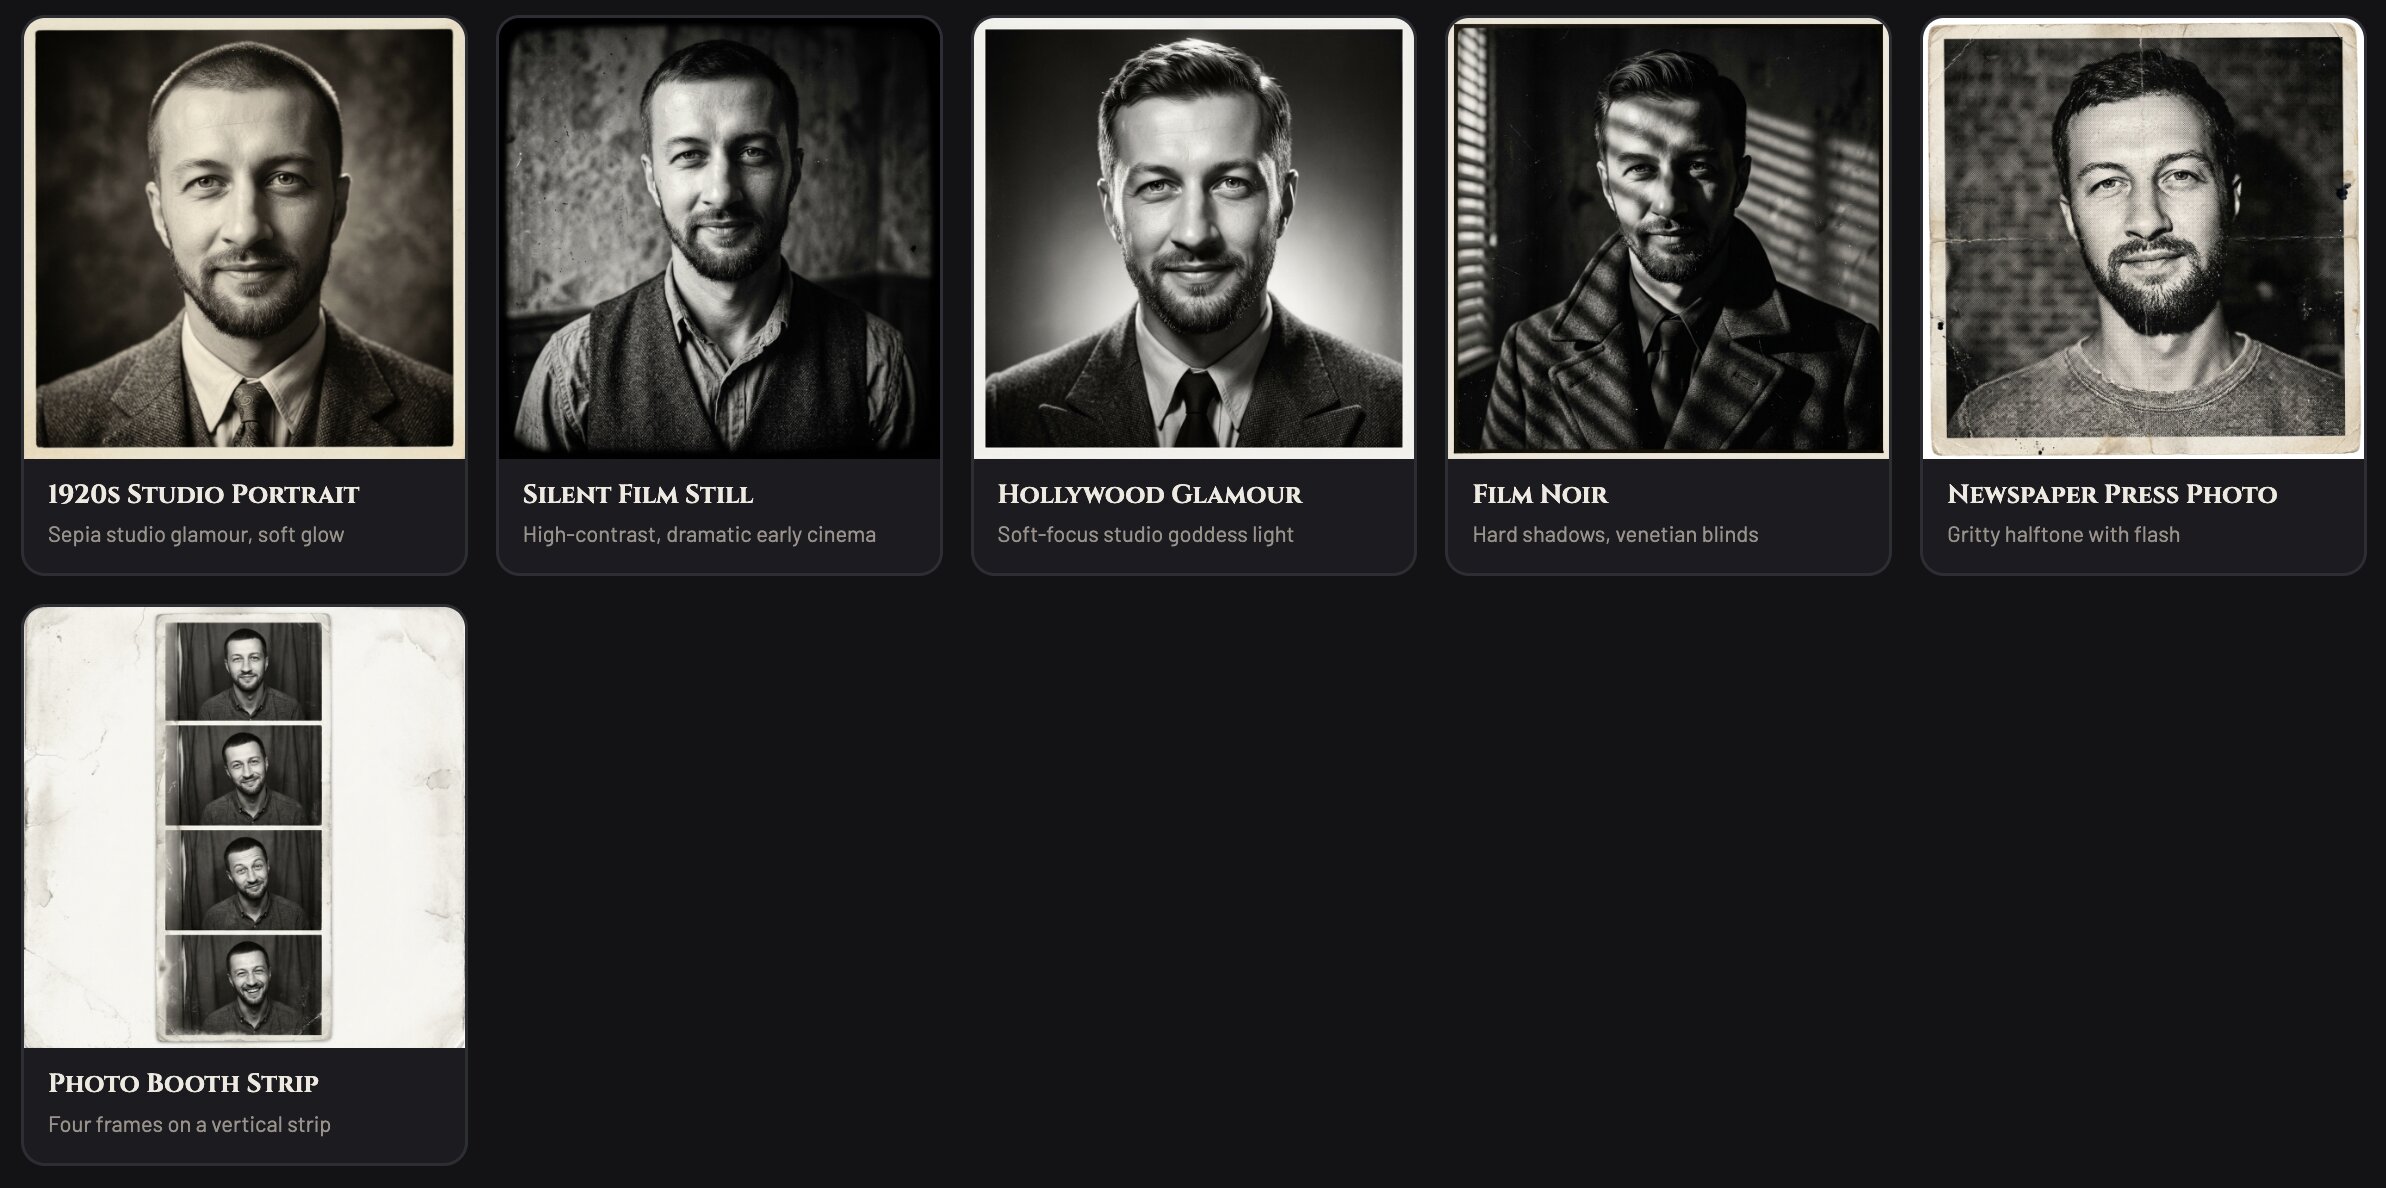 1920s Studio Portrait
Sepia studio glamour, soft glow
Silent Film Still
High-contrast, dramatic early cinema
Hollywood Glamour
Soft-focus studio goddess light
Film Noir
Hard shadows, venetian blinds
Newspaper Press Photo
Gritty halftone with flash
Photo Booth Strip
Four frames on a vertical strip